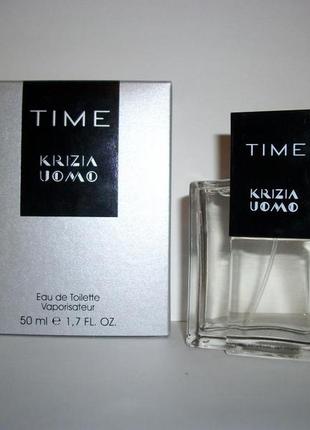 TIME
KRIZIA
UOMO
Eau de Toilette
Vaporisateur
50 ml e 1,7 FL. OZ.
TIME
KRIZIA
UOMO